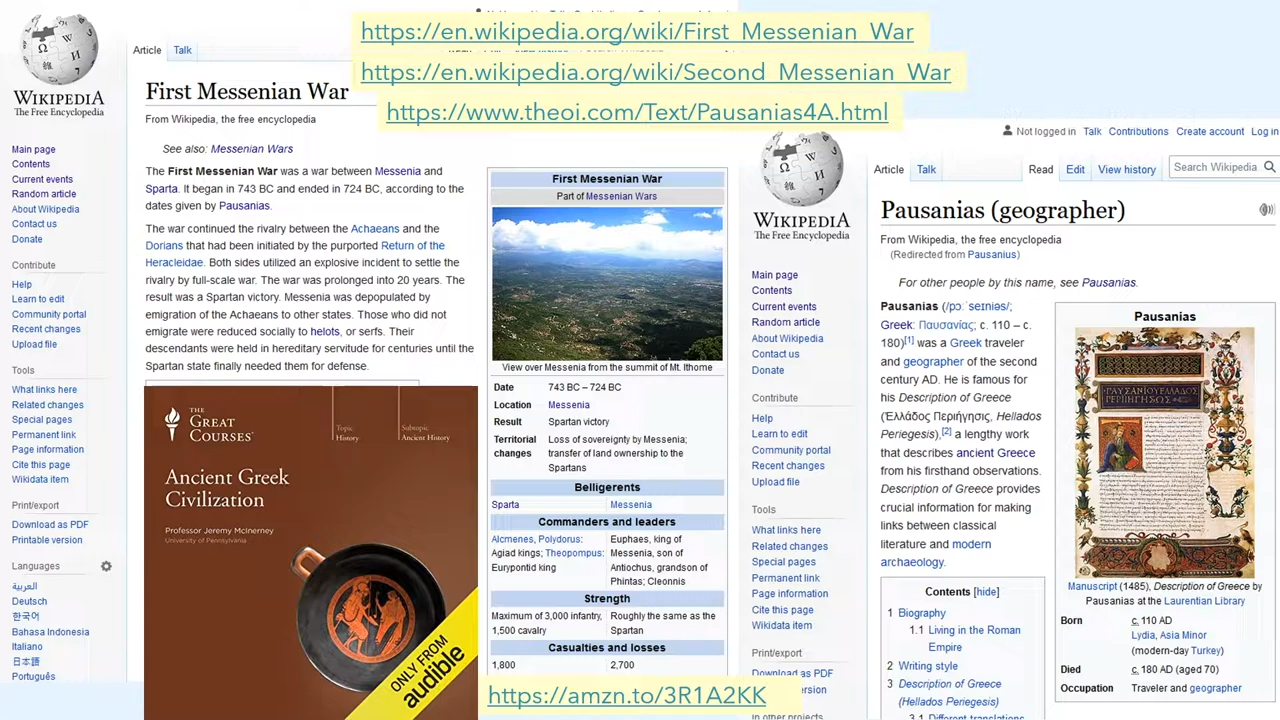 https://en.wikipedia.org/wiki/First_Messenian_War
https://en.wikipedia.org/wiki/Second_Messenian_War
https://www.theoi.com/Text/Pausanias4A.html
WIKIPEDIA
The Free Encyclopedia
Main page
Contents
Current events
Random article
About Wikipedia
Contact us
Donate
Contribute
Help
Learn to edit
Community portal
Recent changes
Upload file
Tools
What links here
Related changes
Special pages
Permanent link
Page information
Cite this page
Wikidata item
Print/export
Download as PDF
Printable version
Languages
العربية
Deutsch
한국어
Bahasa Indonesia
Italiano
日本語
Português
Article Talk
First Messenian War
From Wikipedia, the free encyclopedia
See also: Messenian Wars
The First Messenian War was a war between Messenia and
Sparta. It began in 743 BC and ended in 724 BC, according to the
dates given by Pausanias.
The war continued the rivalry between the Achaeans and the
Dorians that had been initiated by the purported Return of the
Heracleidae. Both sides utilized an explosive incident to settle the
rivalry by full-scale war. The war was prolonged into 20 years. The
result was a Spartan victory. Messenia was depopulated by
emigration of the Achaeans to other states. Those who did not
emigrate were reduced socially to helots, or serfs. Their
descendants were held in hereditary servitude for centuries until the
Spartan state finally needed them for defense.
THE
GREAT
COURSES
Topic
History
Subtopic
Ancient History
Ancient Greek
Civilization
Professor Jeremy McInerney
University of Pennsylvania
ONLY FROM
audible
First Messenian War
Part of Messenian Wars
View over Messenia from the summit of Mt. Ithome
Date 743 BC – 724 BC
Location Messenia
Result Spartan victory
Territorial changes Loss of sovereignty by Messenia;
transfer of land ownership to the
Spartans
Belligerents
Sparta Messenia
Commanders and leaders
Alcmenes, Polydorus: Euphaes, king of
Agiad kings; Theopompus: Messenia, son of
Eurypontid king Antiochus, grandson of
Phintas; Cleonnis
Strength
Maximum of 3,000 infantry, Roughly the same as the
1,500 cavalry Spartan
Casualties and losses
1,800 2,700
https://amzn.to/3R1A2KK
WIKIPEDIA
The Free Encyclopedia
Main page
Contents
Current events
Random article
About Wikipedia
Contact us
Donate
Contribute
Help
Learn to edit
Community portal
Recent changes
Upload file
Tools
What links here
Related changes
Special pages
Permanent link
Page information
Cite this page
Wikidata item
Print/export
Download as PDF
In other projects
Not logged in Talk Contributions Create account Log in
Article Talk Read Edit View history Search Wikipedia
Pausanias (geographer)
From Wikipedia, the free encyclopedia
(Redirected from Pausanius)
For other people by this name, see Pausanias.
Pausanias (/pɔːˈseɪniəs/;
Greek: Παυσανίας; c. 110 – c.
180)[1] was a Greek traveler
and geographer of the second
century AD. He is famous for
his Description of Greece
(Ἑλλάδος Περιήγησις, Hellados
Periegesis),[2] a lengthy work
that describes ancient Greece
from his firsthand observations.
Description of Greece provides
crucial information for making
links between classical
literature and modern
archaeology.
Contents [hide]
1 Biography
1.1 Living in the Roman
Empire
2 Writing style
3 Description of Greece
(Hellados Periegesis)
3.1 Different translations
Pausanias
Manuscript (1485), Description of Greece by
Pausanias at the Laurentian Library
Born c. 110 AD
Lydia, Asia Minor
(modern-day Turkey)
Died c. 180 AD (aged 70)
Occupation Traveler and geographer